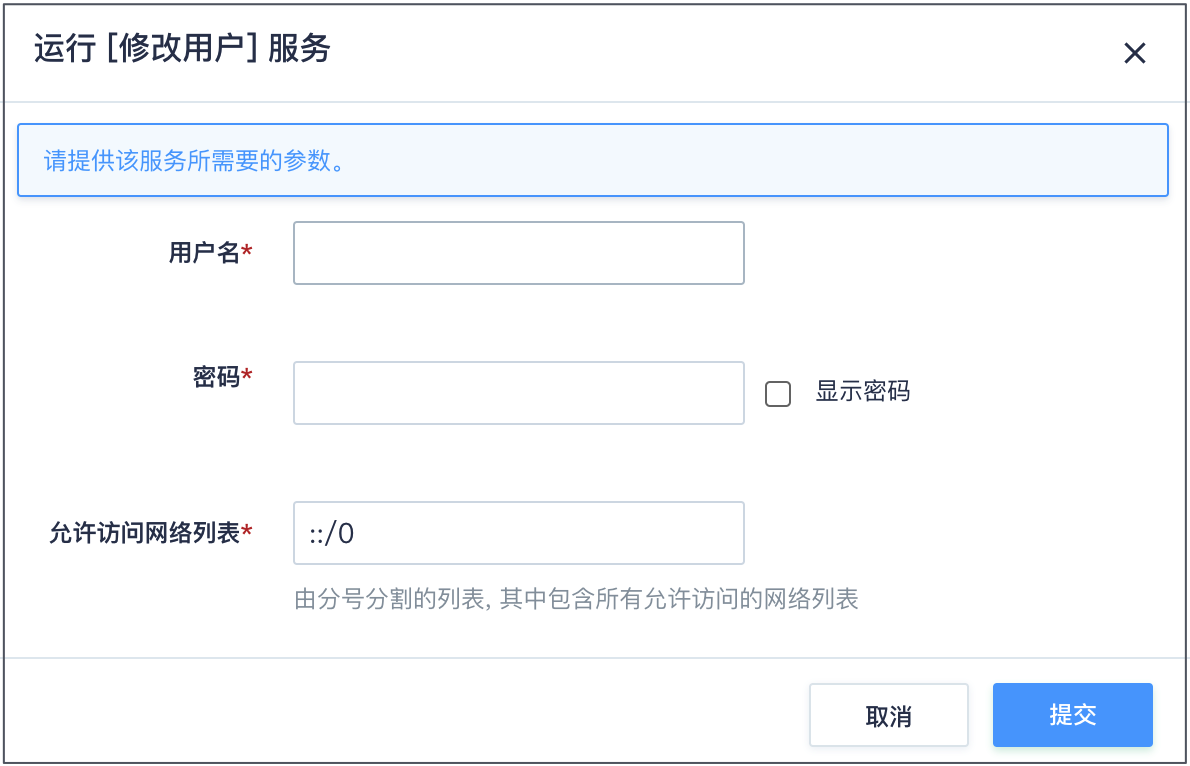 运行 [修改用户] 服务
请提供该服务所需要的参数。
用户名*
密码*
显示密码
允许访问网络列表*
::/0
由分号分割的列表, 其中包含所有允许访问的网络列表
取消
提交